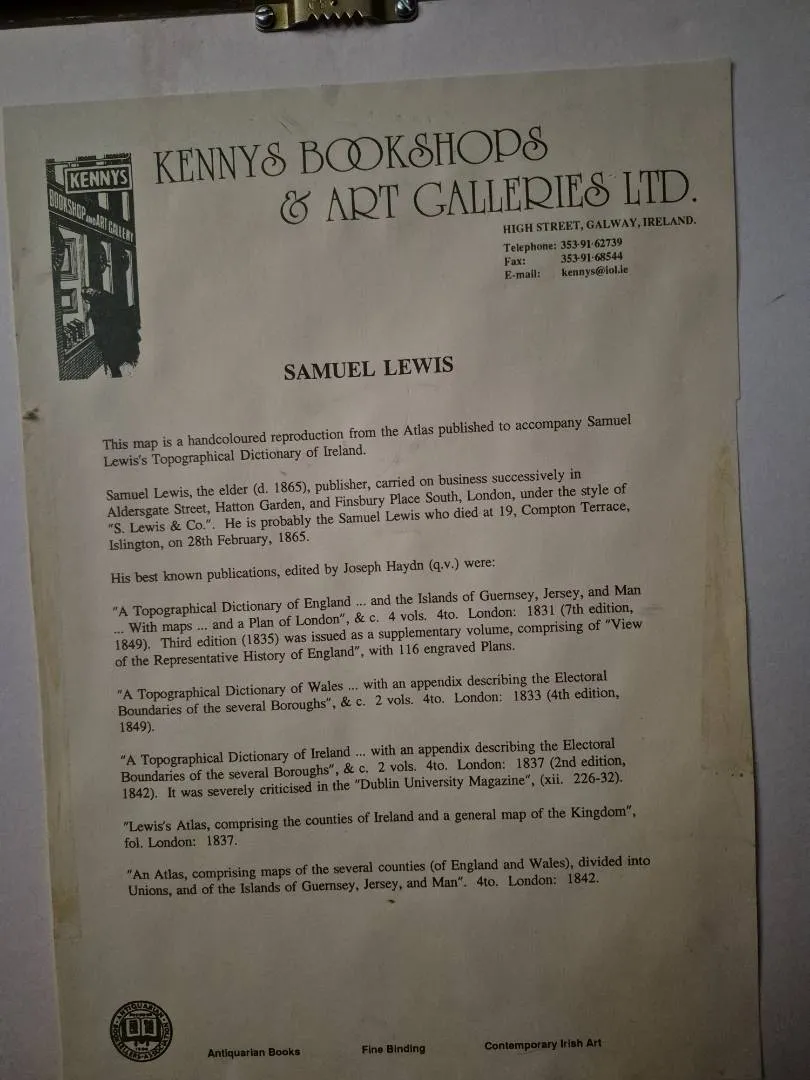 KENNYS
BOOKSHOP AND ART GALLERY
KENNYS BOOKSHOPS
& ART GALLERIES LTD.
HIGH STREET, GALWAY, IRELAND.
Telephone: 353·91·62739
Fax: 353·91·68544
E-mail: kennys@iol.ie
SAMUEL LEWIS
This map is a handcoloured reproduction from the Atlas published to accompany Samuel
Lewis's Topographical Dictionary of Ireland.
Samuel Lewis, the elder (d. 1865), publisher, carried on business successively in
Aldersgate Street, Hatton Garden, and Finsbury Place South, London, under the style of
"S. Lewis & Co.". He is probably the Samuel Lewis who died at 19, Compton Terrace,
Islington, on 28th February, 1865.
His best known publications, edited by Joseph Haydn (q.v.) were:
"A Topographical Dictionary of England ... and the Islands of Guernsey, Jersey, and Man
... With maps ... and a Plan of London", & c. 4 vols. 4to. London: 1831 (7th edition,
1849). Third edition (1835) was issued as a supplementary volume, comprising of "View
of the Representative History of England", with 116 engraved Plans.
"A Topographical Dictionary of Wales ... with an appendix describing the Electoral
Boundaries of the several Boroughs", & c. 2 vols. 4to. London: 1833 (4th edition,
1849).
"A Topographical Dictionary of Ireland ... with an appendix describing the Electoral
Boundaries of the several Boroughs", & c. 2 vols. 4to. London: 1837 (2nd edition,
1842). It was severely criticised in the "Dublin University Magazine", (xii. 226-32).
"Lewis's Atlas, comprising the counties of Ireland and a general map of the Kingdom",
fol. London: 1837.
"An Atlas, comprising maps of the several counties (of England and Wales), divided into
Unions, and of the Islands of Guernsey, Jersey, and Man". 4to. London: 1842.
ANTIQUARIAN
Antiquarian Books Fine Binding Contemporary Irish Art